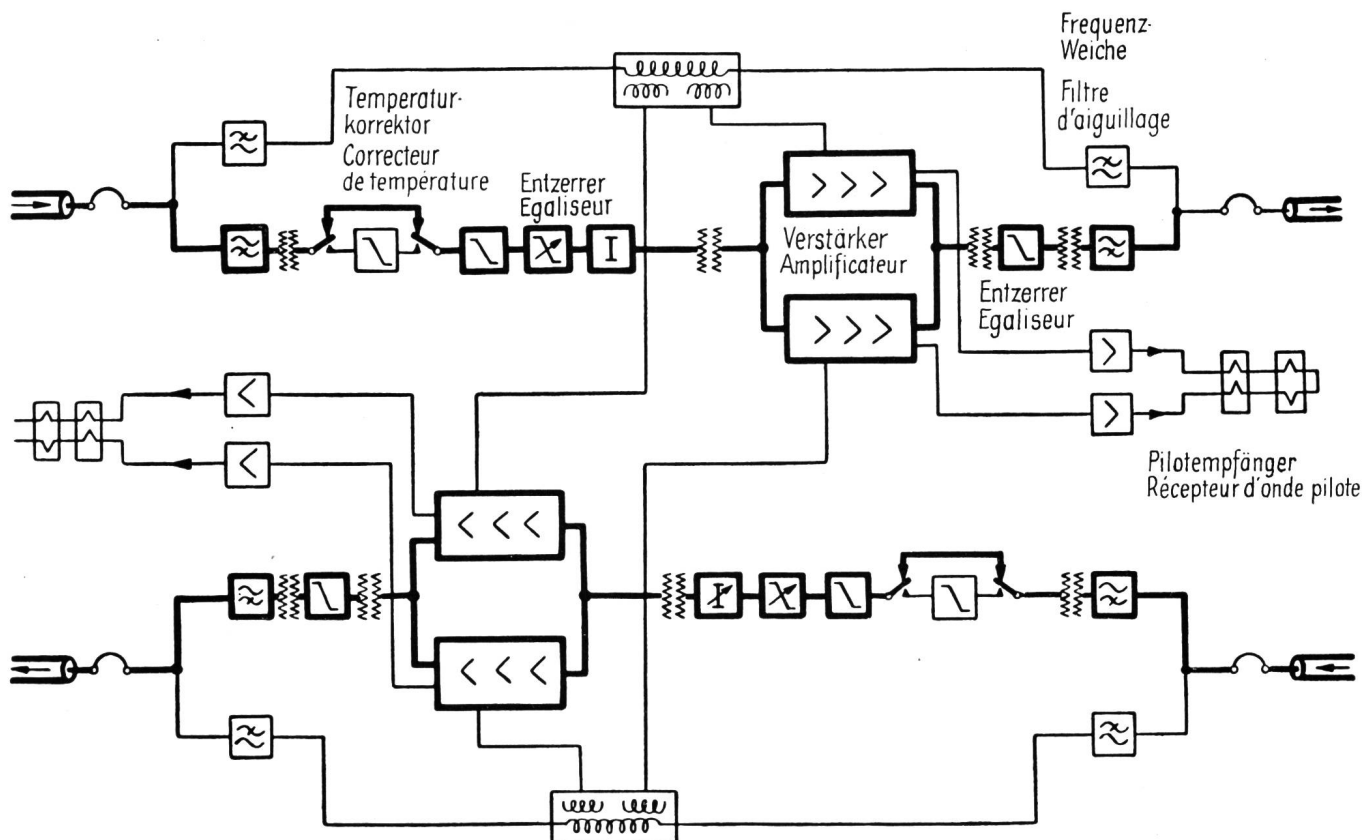 Frequenz-
Weiche
Filtre
d'aiguillage
Temperatur-
korrektor
Correcteur
de température
Entzerrer
Egaliseur
Verstärker
Amplificateur
Entzerrer
Egaliseur
Pilotempfänger
Récepteur d'onde pilote